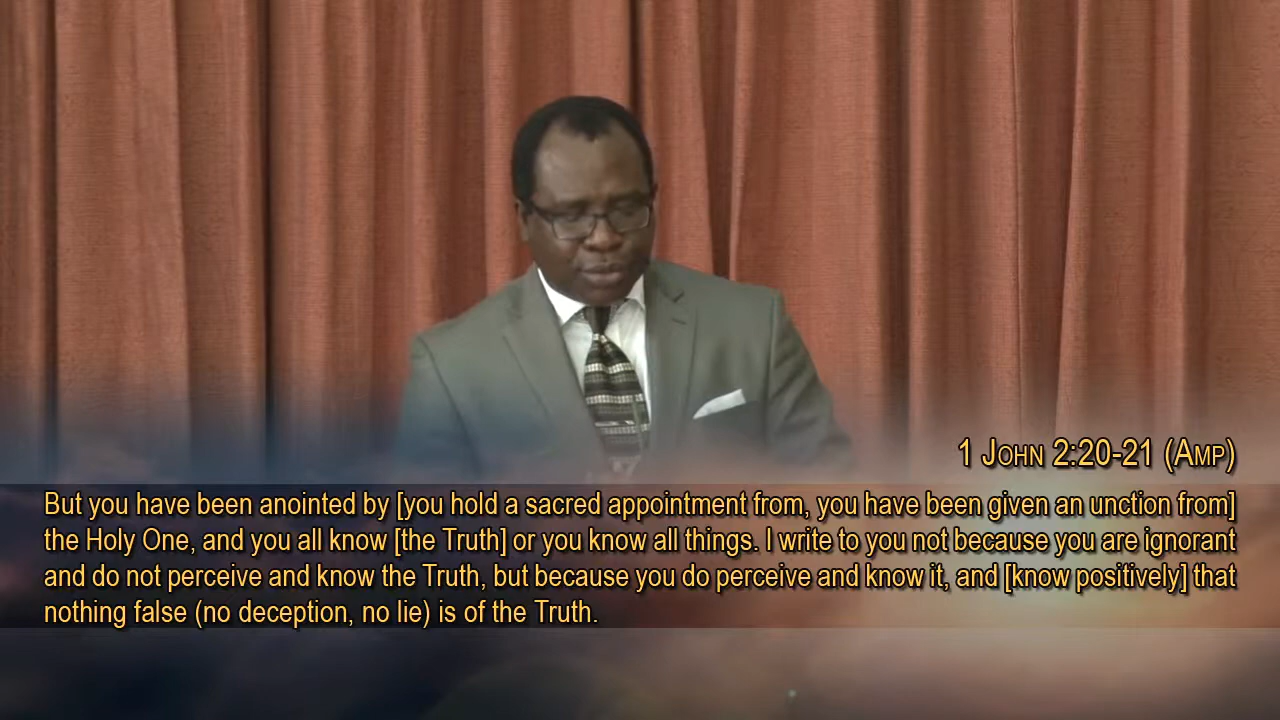 1 John 2:20-21 (Amp)
But you have been anointed by [you hold a sacred appointment from, you have been given an unction from]
the Holy One, and you all know [the Truth] or you know all things. I write to you not because you are ignorant
and do not perceive and know the Truth, but because you do perceive and know it, and [know positively] that
nothing false (no deception, no lie) is of the Truth.